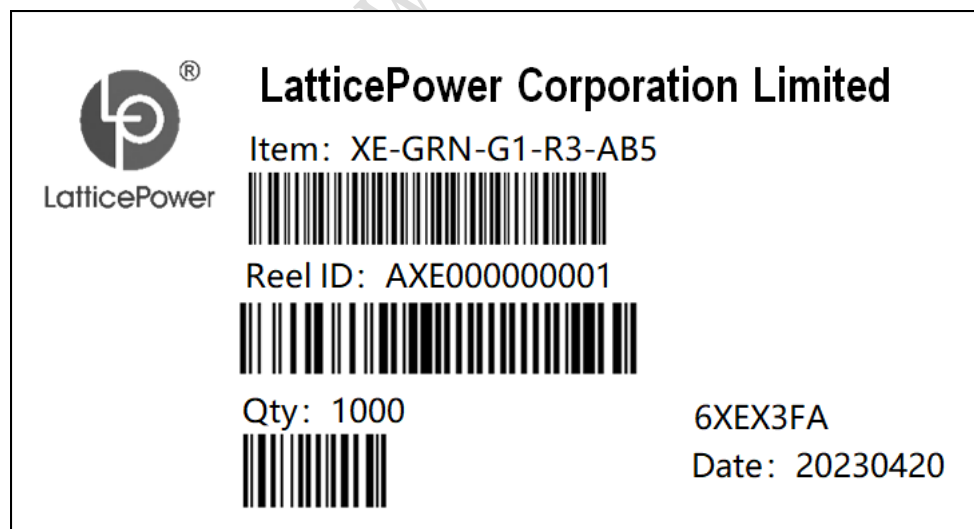 ®
LatticePower Corporation Limited
LatticePower
Item: XE-GRN-G1-R3-AB5
Reel ID: AXE000000001
Qty: 1000
6XEX3FA
Date: 20230420